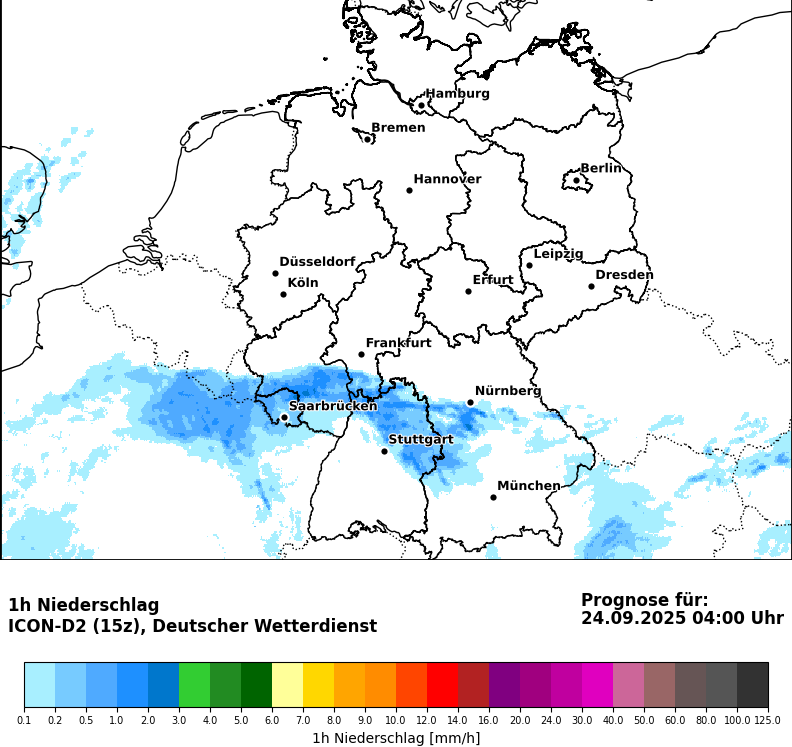 Hamburg
Bremen
Berlin
Hannover
Leipzig
Düsseldorf
Dresden
Erfurt
Köln
Frankfurt
Nürnberg
Saarbrücken
Stuttgart
München
1h Niederschlag
ICON-D2 (15z), Deutscher Wetterdienst
Prognose für:
24.09.2025 04:00 Uhr
0.1 0.2 0.5 1.0 2.0 3.0 4.0 5.0 6.0 7.0 9.0 10.0 12.0 14.0 16.0 20.0 24.0 30.0 40.0 50.0 60.0 80.0 100.0 125.0
1h Niederschlag [mm/h]